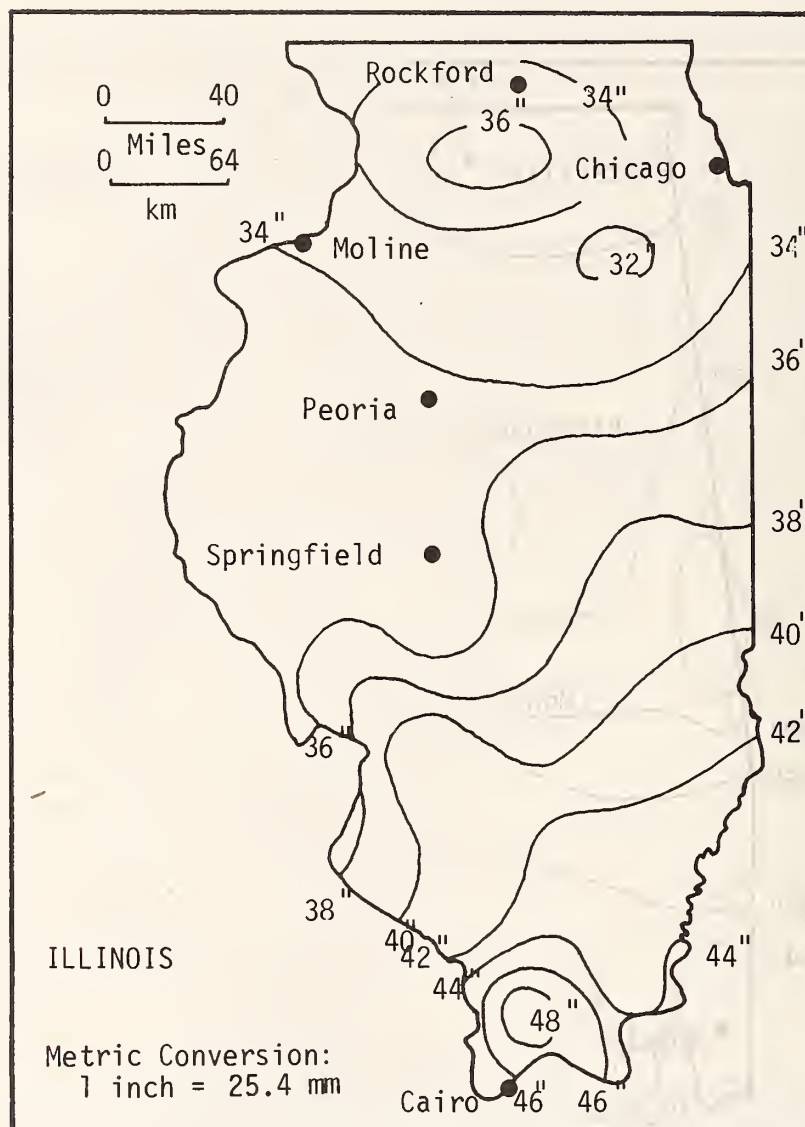 Rockford
0 40
34"
Miles
36"
0 64
Chicago
km
34"
Moline
34"
32"
36'
Peoria
38'
Springfield
40'
42'
36"
38"
40"
42"
44"
ILLINOIS
44"
48"
Metric Conversion:
1 inch = 25.4 mm
Cairo
46"
46"